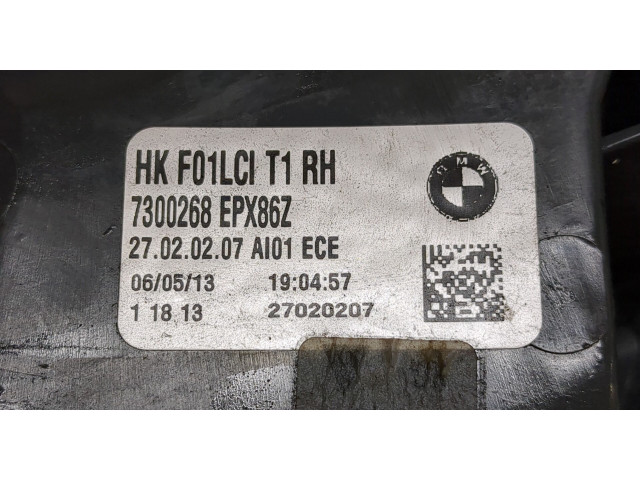 HK F01LCI T1 RH
7300268 EPX86Z
27.02.02.07 AI01 ECE
06/05/13 19:04:57
1 18 13 27020207
BMW